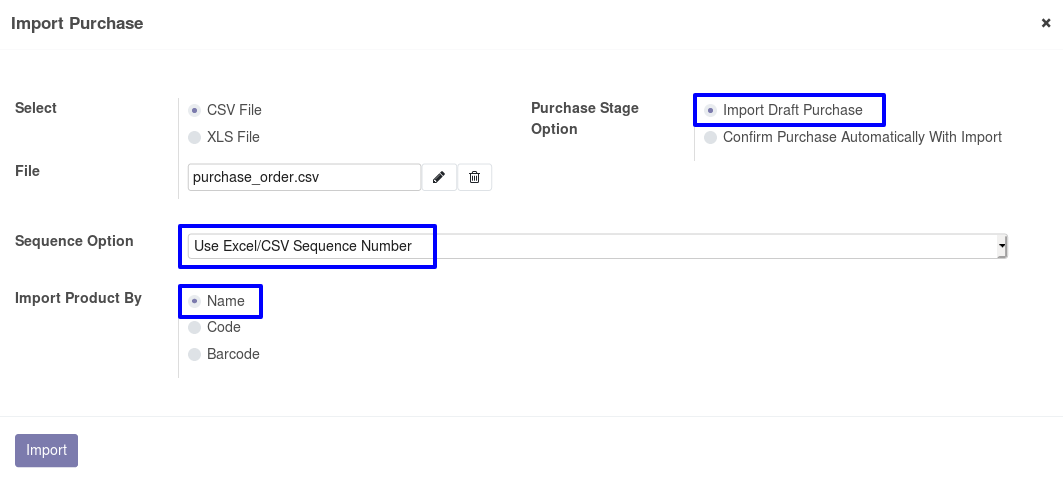 Import Purchase
Select
CSV File
XLS File
Purchase Stage
Option
Import Draft Purchase
Confirm Purchase Automatically With Import
File
purchase_order.csv
Sequence Option
Use Excel/CSV Sequence Number
Import Product By
Name
Code
Barcode
Import